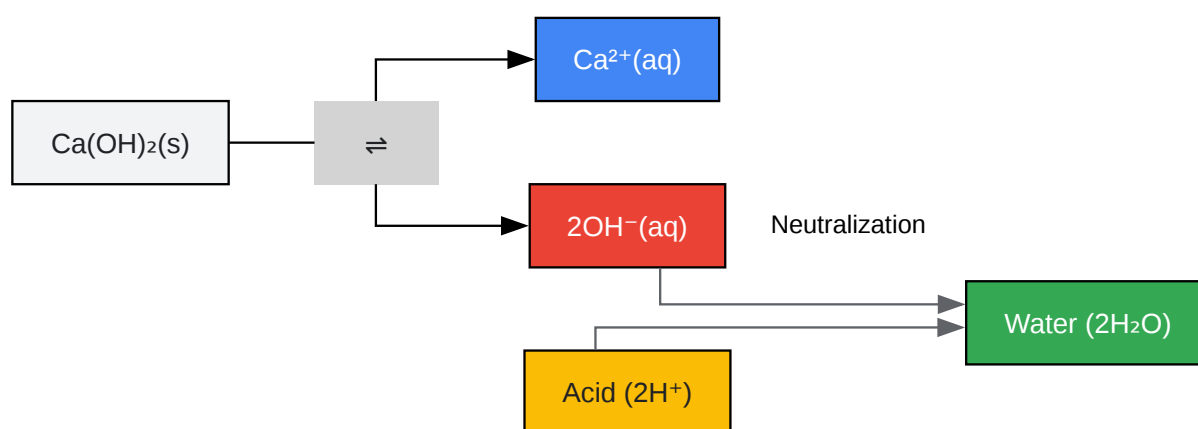 Ca²⁺(aq)
Ca(OH)₂(s)
⇌
2OH⁻(aq)
Neutralization
Water (2H₂O)
Acid (2H⁺)